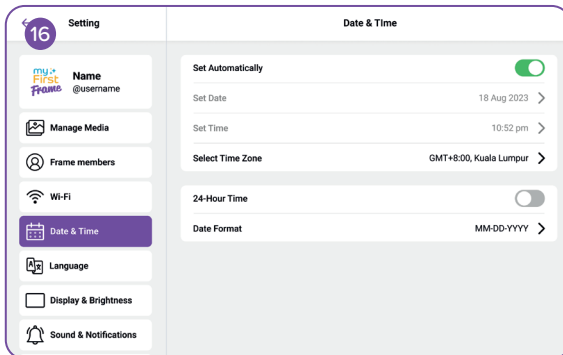 16
Setting
Date & TIme
my
First
Frame
Name
@username
Manage Media
Frame members
Wi-Fi
Date & Time
Language
Display & Brightness
Sound & Notifications
Set Automatically
Set Date 18 Aug 2023
Set Time 10:52 pm
Select Time Zone GMT+8:00, Kuala Lumpur
24-Hour Time
Date Format MM-DD-YYYY